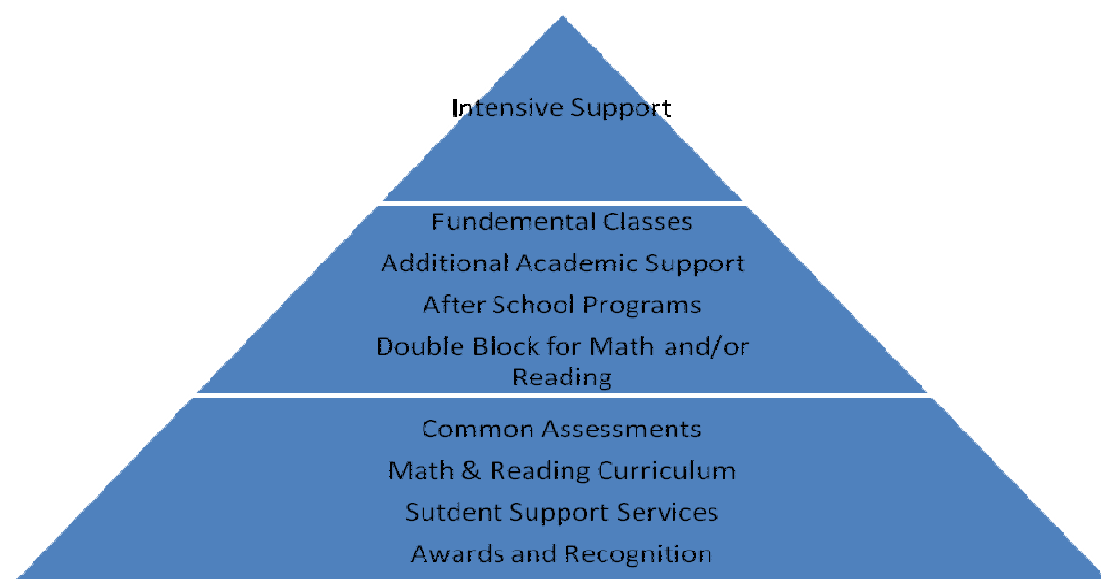 Intensive Support
Fundemental Classes
Additional Academic Support
After School Programs
Double Block for Math and/or
Reading
Common Assessments
Math & Reading Curriculum
Sutdent Support Services
Awards and Recognition